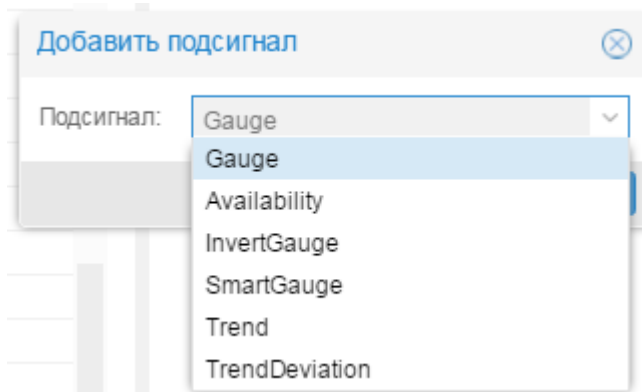 Добавить подсигнал
Подсигнал: Gauge
Gauge
Availability
InvertGauge
SmartGauge
Trend
TrendDeviation